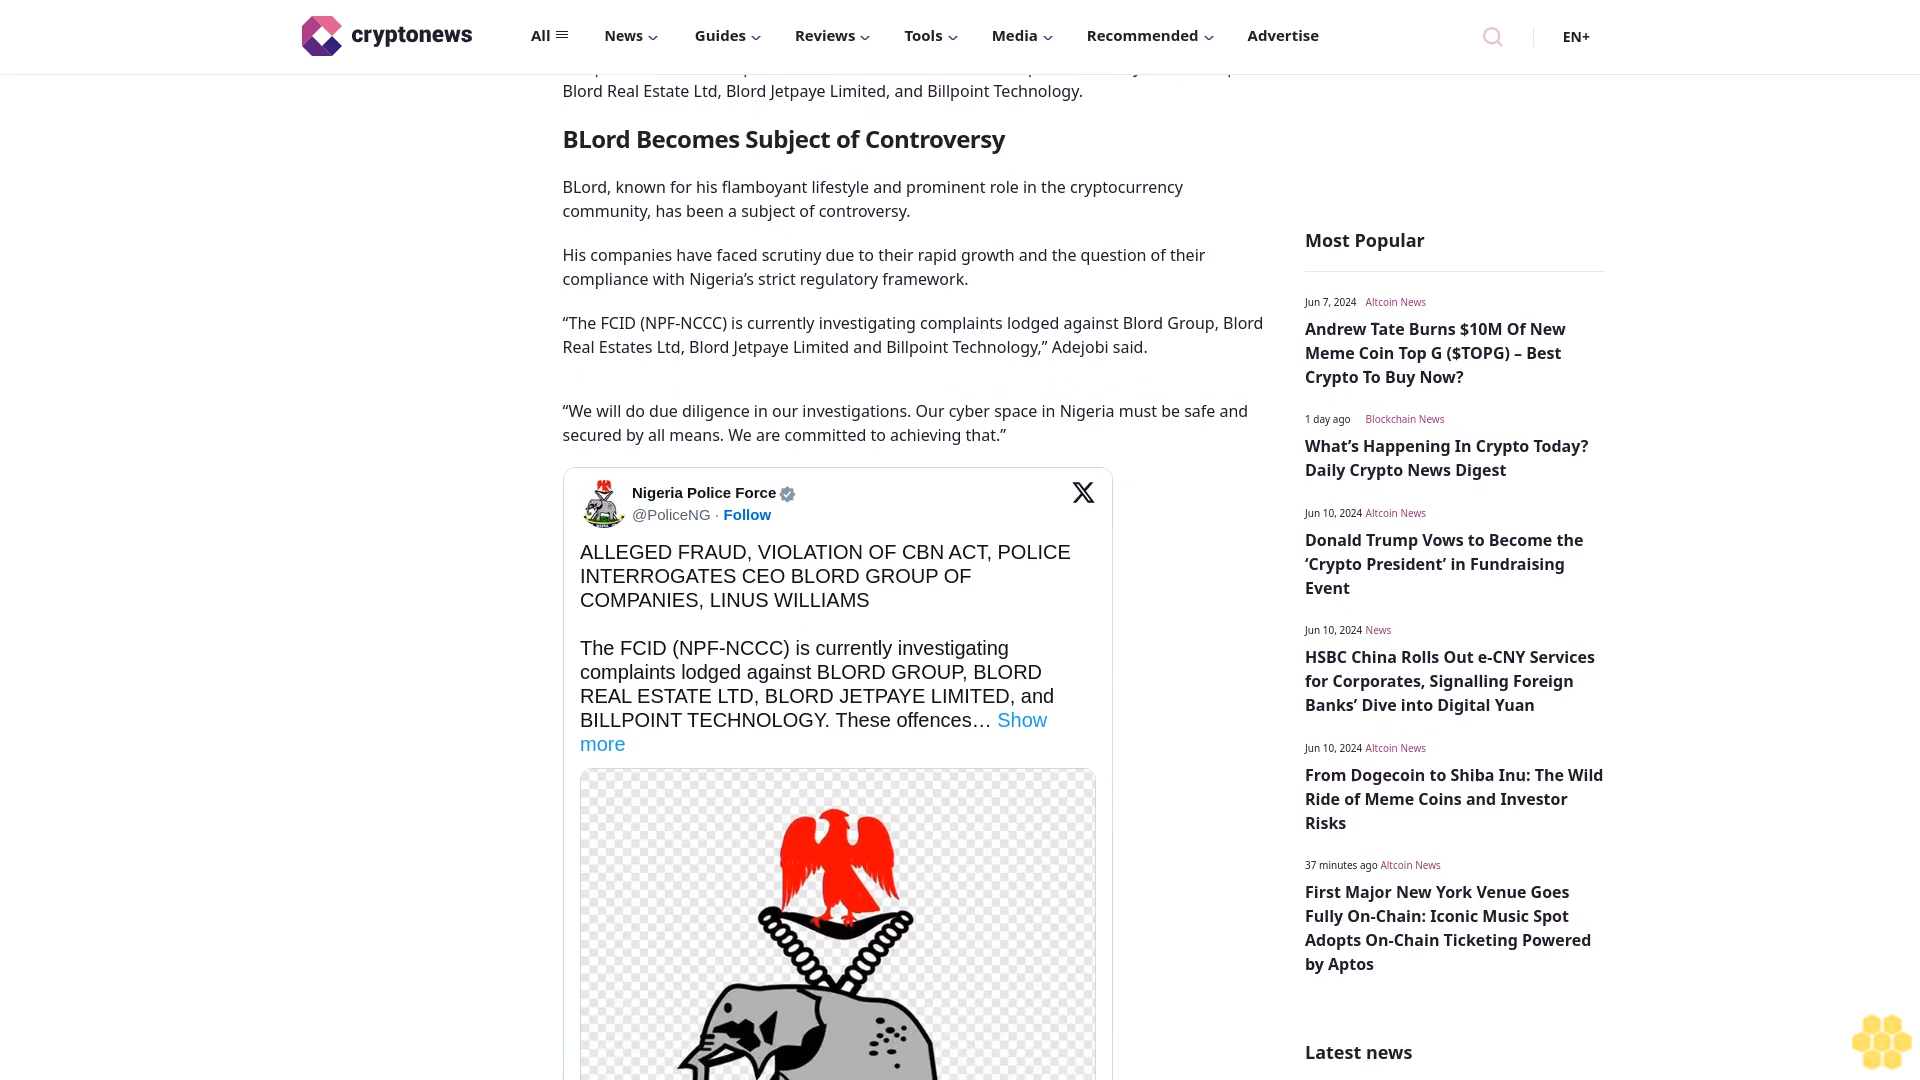 cryptonews
All
News
Guides
Reviews
Tools
Media
Recommended
Advertise
EN+
Blord Real Estate Ltd, Blord Jetpaye Limited, and Billpoint Technology.
BLord Becomes Subject of Controversy
BLord, known for his flamboyant lifestyle and prominent role in the cryptocurrency
community, has been a subject of controversy.
His companies have faced scrutiny due to their rapid growth and the question of their
compliance with Nigeria’s strict regulatory framework.
“The FCID (NPF-NCCC) is currently investigating complaints lodged against Blord Group, Blord
Real Estates Ltd, Blord Jetpaye Limited and Billpoint Technology,” Adejobi said.
“We will do due diligence in our investigations. Our cyber space in Nigeria must be safe and
secured by all means. We are committed to achieving that.”
Nigeria Police Force
@PoliceNG · Follow
ALLEGED FRAUD, VIOLATION OF CBN ACT, POLICE
INTERROGATES CEO BLORD GROUP OF
COMPANIES, LINUS WILLIAMS
The FCID (NPF-NCCC) is currently investigating
complaints lodged against BLORD GROUP, BLORD
REAL ESTATE LTD, BLORD JETPAYE LIMITED, and
BILLPOINT TECHNOLOGY. These offences… Show
more
Most Popular
Jun 7, 2024 Altcoin News
Andrew Tate Burns $10M Of New
Meme Coin Top G ($TOPG) – Best
Crypto To Buy Now?
1 day ago Blockchain News
What’s Happening In Crypto Today?
Daily Crypto News Digest
Jun 10, 2024 Altcoin News
Donald Trump Vows to Become the
‘Crypto President’ in Fundraising
Event
Jun 10, 2024 News
HSBC China Rolls Out e-CNY Services
for Corporates, Signalling Foreign
Banks’ Dive into Digital Yuan
Jun 10, 2024 Altcoin News
From Dogecoin to Shiba Inu: The Wild
Ride of Meme Coins and Investor
Risks
37 minutes ago Altcoin News
First Major New York Venue Goes
Fully On-Chain: Iconic Music Spot
Adopts On-Chain Ticketing Powered
by Aptos
Latest news